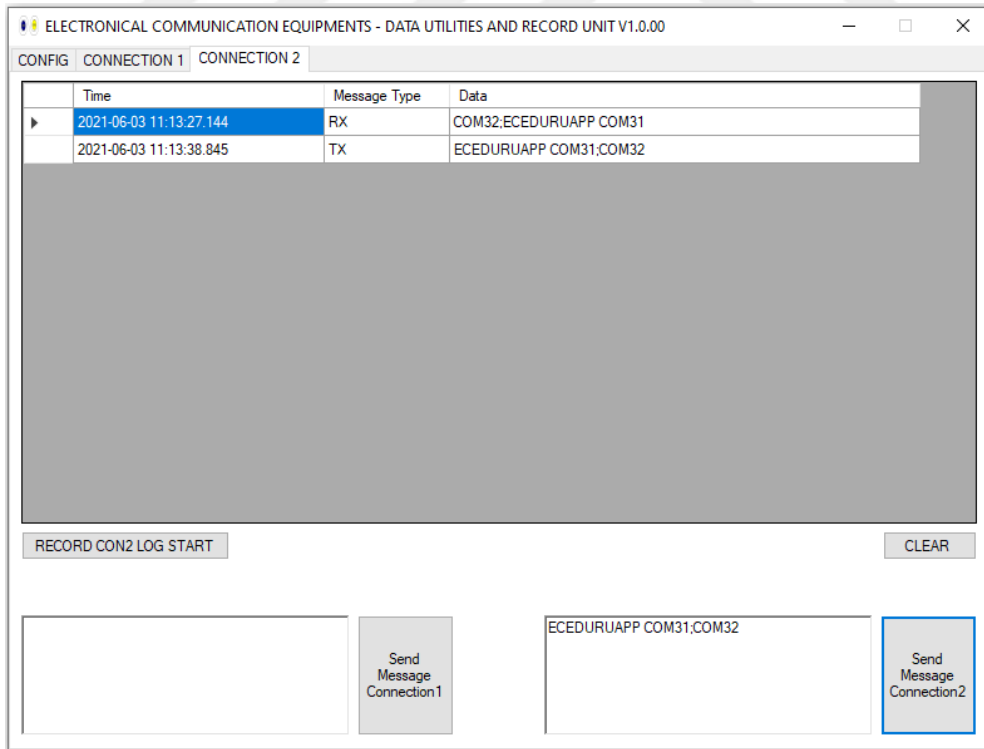 ELECTRONICAL COMMUNICATION EQUIPMENTS - DATA UTILITIES AND RECORD UNIT V1.0.00
CONFIG CONNECTION 1 CONNECTION 2
Time Message Type Data
2021-06-03 11:13:27.144 RX COM32;ECEDURUAPP COM31
2021-06-03 11:13:38.845 TX ECEDURUAPP COM31;COM32
RECORD CON2 LOG START CLEAR
Send
Message
Connection1
ECEDURUAPP COM31;COM32
Send
Message
Connection2